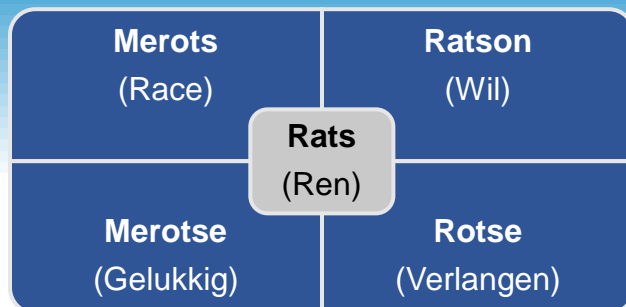 Merots
(Race)
Ratson
(Wil)
Rats
(Ren)
Merotse
(Gelukkig)
Rotse
(Verlangen)